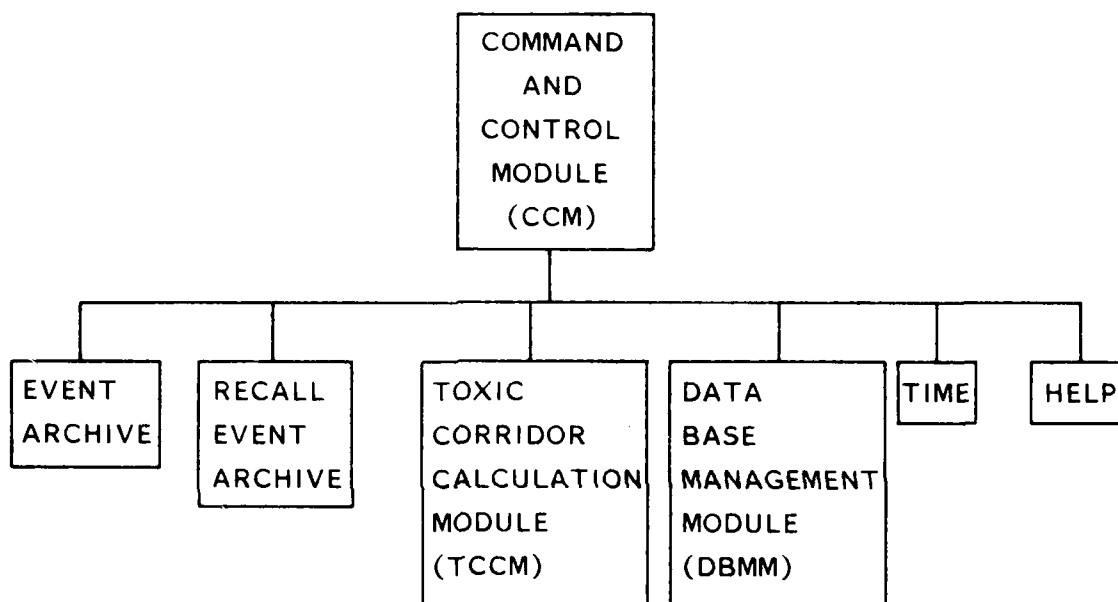 COMMAND
AND
CONTROL
MODULE
(CCM)
EVENT
ARCHIVE
RECALL
EVENT
ARCHIVE
TOXIC
CORRIDOR
CALCULATION
MODULE
(TCCM)
DATA
BASE
MANAGEMENT
MODULE
(DBMM)
TIME
HELP